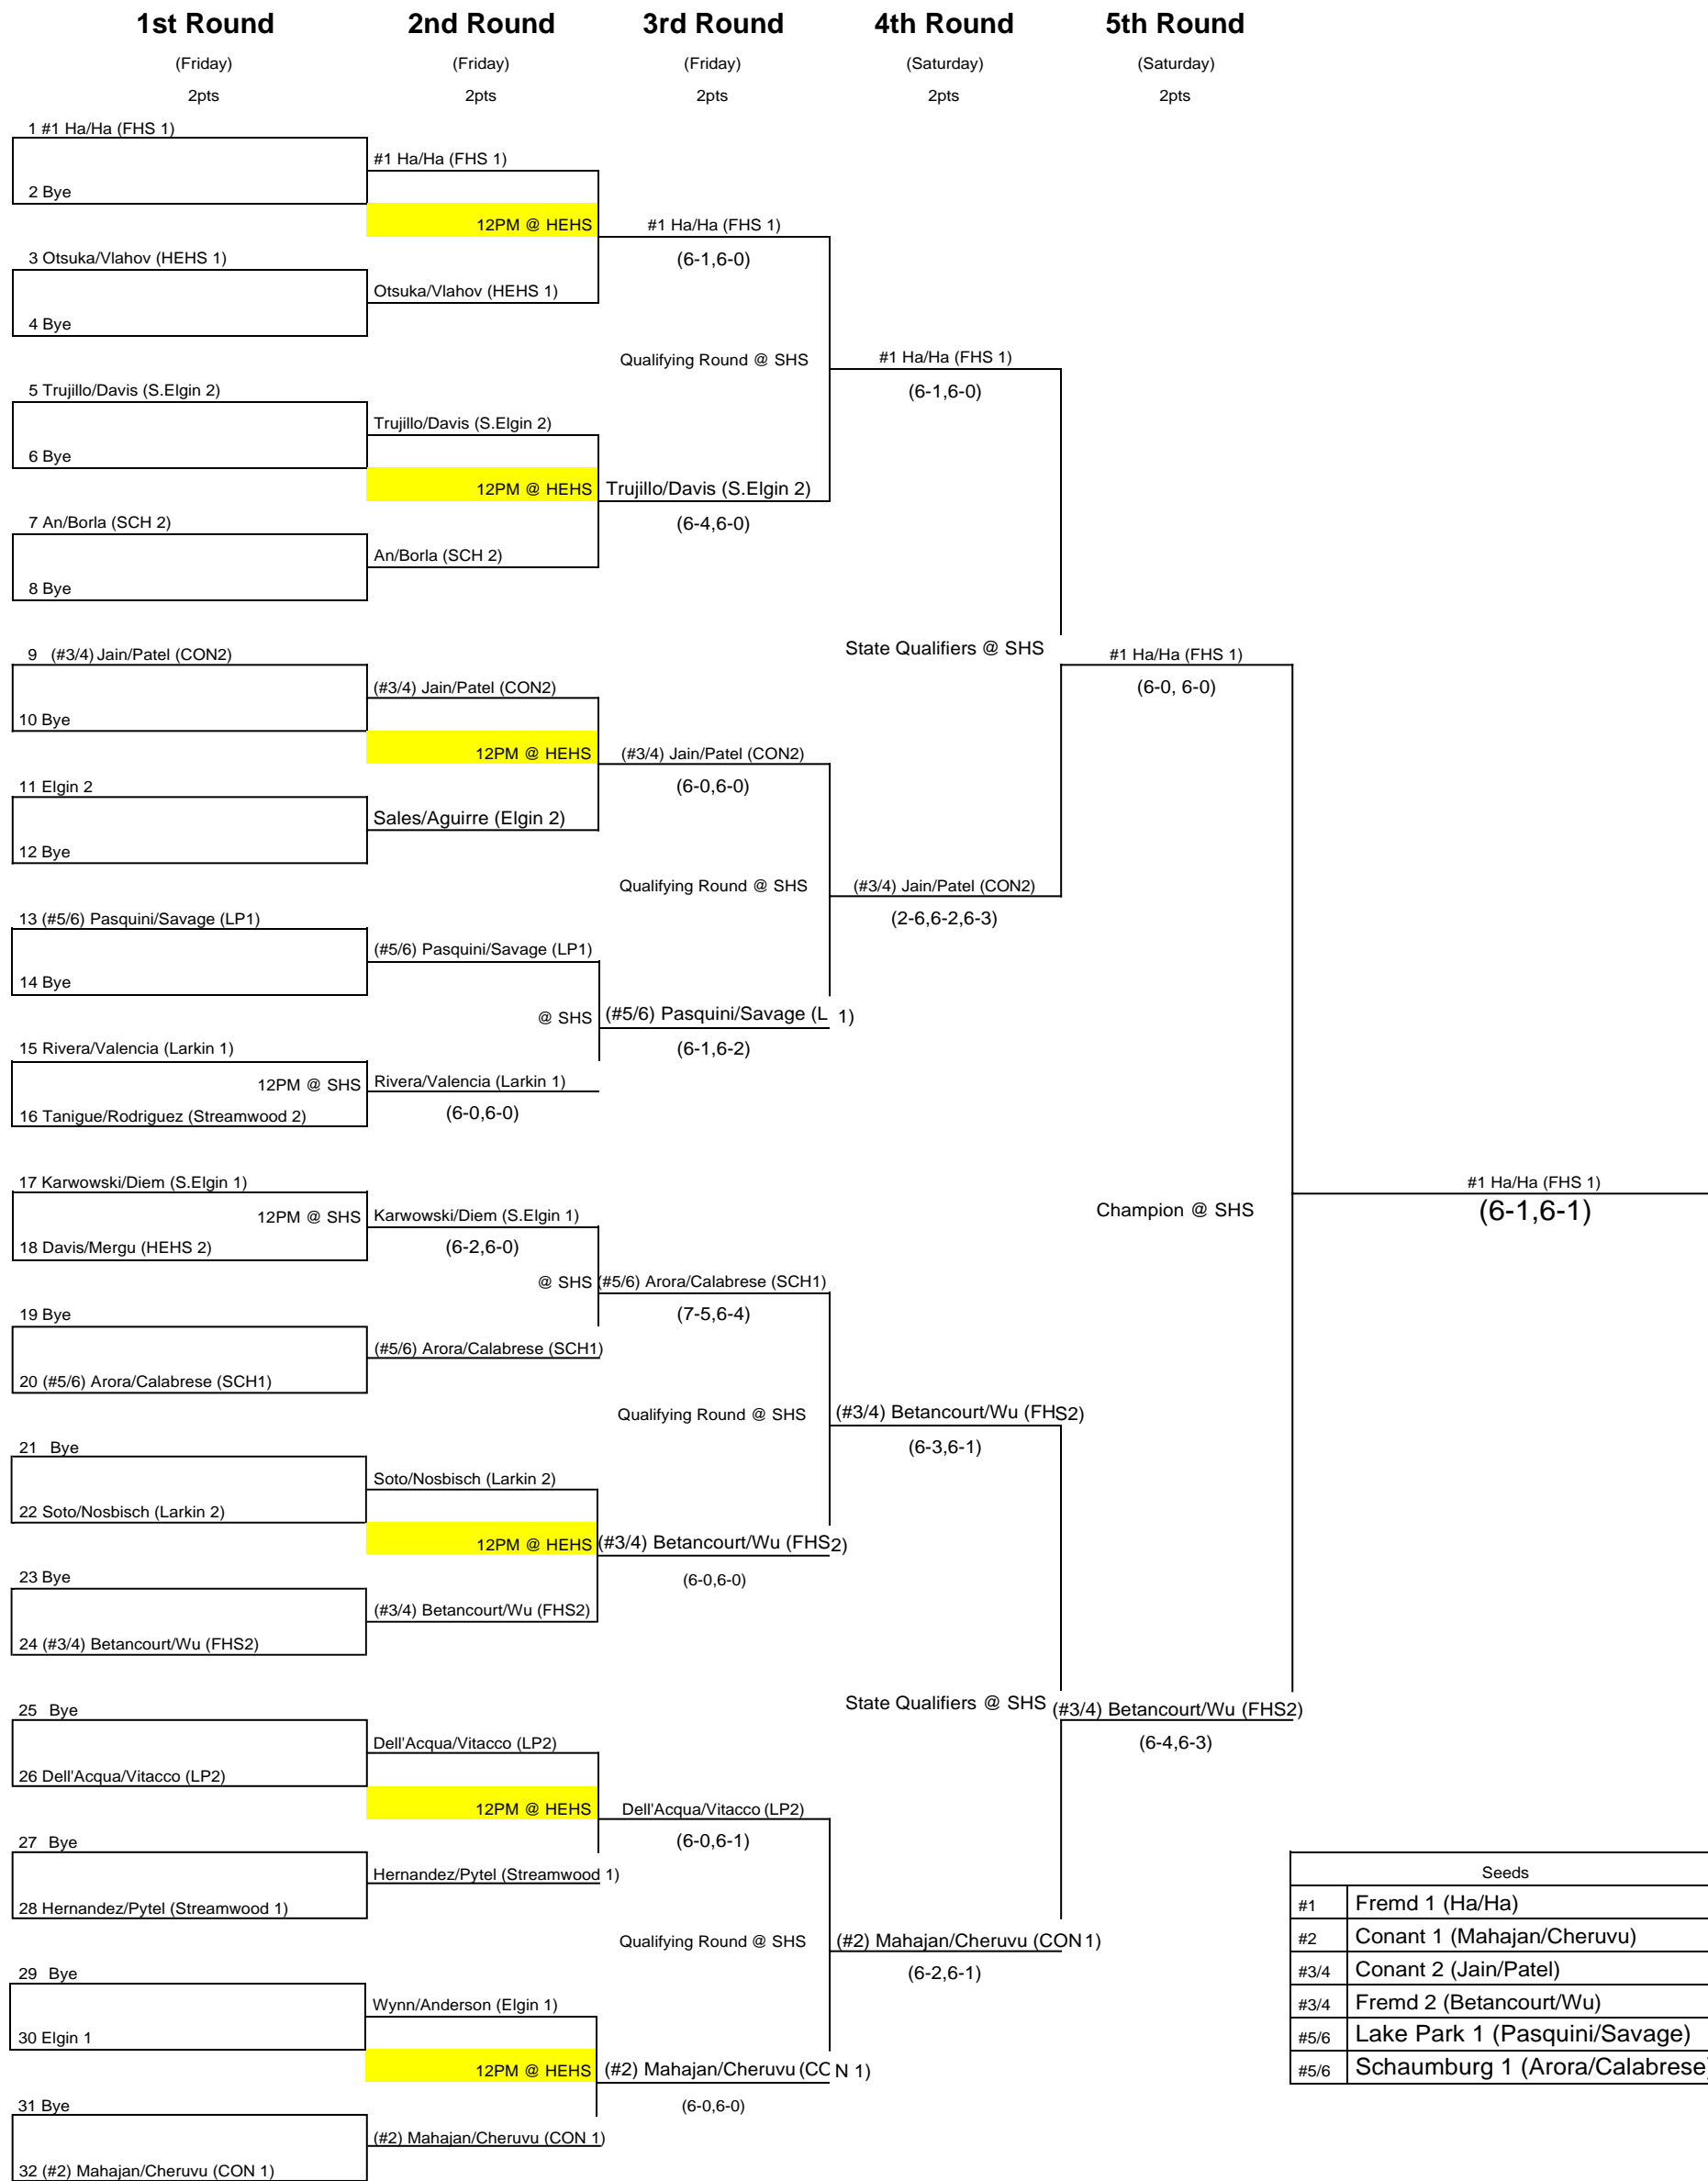 1st Round
2nd Round
3rd Round
4th Round
5th Round
(Friday)
(Friday)
(Friday)
(Saturday)
(Saturday)
2pts
2pts
2pts
2pts
2pts
1 #1 Ha/Ha (FHS 1)
#1 Ha/Ha (FHS 1)
2 Bye
12PM @ HEHS
#1 Ha/Ha (FHS 1)
3 Otsuka/Vlahov (HEHS 1)
(6-1,6-0)
Otsuka/Vlahov (HEHS 1)
4 Bye
Qualifying Round @ SHS
#1 Ha/Ha (FHS 1)
5 Trujillo/Davis (S.Elgin 2)
(6-1,6-0)
Trujillo/Davis (S.Elgin 2)
6 Bye
12PM @ HEHS
Trujillo/Davis (S.Elgin 2)
7 An/Borla (SCH 2)
(6-4,6-0)
An/Borla (SCH 2)
8 Bye
State Qualifiers @ SHS
9 (#3/4) Jain/Patel (CON2)
#1 Ha/Ha (FHS 1)
(#3/4) Jain/Patel (CON2)
(6-0, 6-0)
10 Bye
12PM @ HEHS
(#3/4) Jain/Patel (CON2)
11 Elgin 2
(6-0,6-0)
Sales/Aguirre (Elgin 2)
12 Bye
Qualifying Round @ SHS
(#3/4) Jain/Patel (CON2)
13 (#5/6) Pasquini/Savage (LP1)
(2-6,6-2,6-3)
(#5/6) Pasquini/Savage (LP1)
14 Bye
@ SHS
(#5/6) Pasquini/Savage (L 1)
15 Rivera/Valencia (Larkin 1)
(6-1,6-2)
12PM @ SHS
Rivera/Valencia (Larkin 1)
16 Tanigue/Rodriguez (Streamwood 2)
(6-0,6-0)
17 Karwowski/Diem (S.Elgin 1)
#1 Ha/Ha (FHS 1)
12PM @ SHS
Karwowski/Diem (S.Elgin 1)
Champion @ SHS
(6-1,6-1)
18 Davis/Mergu (HEHS 2)
(6-2,6-0)
@ SHS
(#5/6) Arora/Calabrese (SCH1)
19 Bye
(7-5,6-4)
(#5/6) Arora/Calabrese (SCH1)
20 (#5/6) Arora/Calabrese (SCH1)
Qualifying Round @ SHS
(#3/4) Betancourt/Wu (FHS2)
21 Bye
(6-3,6-1)
Soto/Nosbisch (Larkin 2)
22 Soto/Nosbisch (Larkin 2)
12PM @ HEHS
(#3/4) Betancourt/Wu (FHS2)
23 Bye
(6-0,6-0)
(#3/4) Betancourt/Wu (FHS2)
24 (#3/4) Betancourt/Wu (FHS2)
State Qualifiers @ SHS
(#3/4) Betancourt/Wu (FHS2)
25 Bye
(6-4,6-3)
Dell'Acqua/Vitacco (LP2)
26 Dell'Acqua/Vitacco (LP2)
12PM @ HEHS
Dell'Acqua/Vitacco (LP2)
27 Bye
(6-0,6-1)
Hernandez/Pytel (Streamwood 1)
28 Hernandez/Pytel (Streamwood 1)
Qualifying Round @ SHS
(#2) Mahajan/Cheruvu (CON 1)
29 Bye
(6-2,6-1)
Wynn/Anderson (Elgin 1)
30 Elgin 1
12PM @ HEHS
(#2) Mahajan/Cheruvu (CON 1)
31 Bye
(6-0,6-0)
(#2) Mahajan/Cheruvu (CON 1)
32 (#2) Mahajan/Cheruvu (CON 1)
Seeds
#1 Fremd 1 (Ha/Ha)
#2 Conant 1 (Mahajan/Cheruvu)
#3/4 Conant 2 (Jain/Patel)
#3/4 Fremd 2 (Betancourt/Wu)
#5/6 Lake Park 1 (Pasquini/Savage)
#5/6 Schaumburg 1 (Arora/Calabrese)